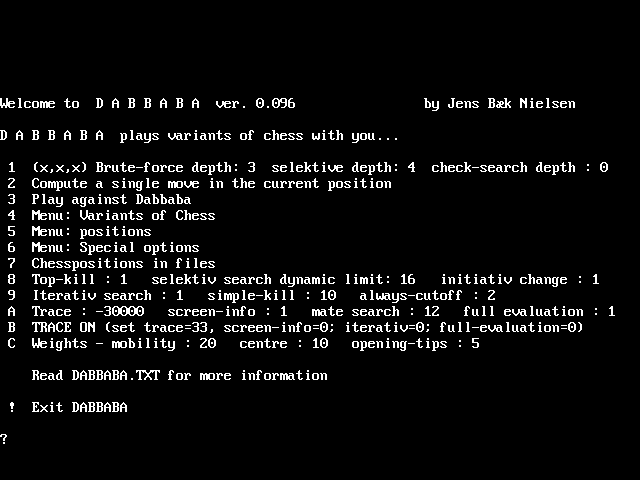 Welcome to  D A B B A B A  ver. 0.096                by Jens Bæk Nielsen
D A B B A B A  plays variants of chess with you...
1  (x,x,x) Brute-force depth: 3  selektive depth: 4  check-search depth : 0
2  Compute a single move in the current position
3  Play against Dabbaba
4  Menu: Variants of Chess
5  Menu: positions
6  Menu: Special options
7  Chesspositions in files
8  Top-kill : 1   selektiv search dynamic limit: 16   initiativ change : 1
9  Iterativ search : 1   simple-kill : 10   always-cutoff : 2
A  Trace : -30000   screen-info : 1   mate search : 12   full evaluation : 1
B  TRACE ON (set trace=33, screen-info=0; iterativ=0; full-evaluation=0)
C  Weights - mobility : 20   centre : 10   opening-tips : 5
Read DABBABA.TXT for more information
!  Exit DABBABA
?